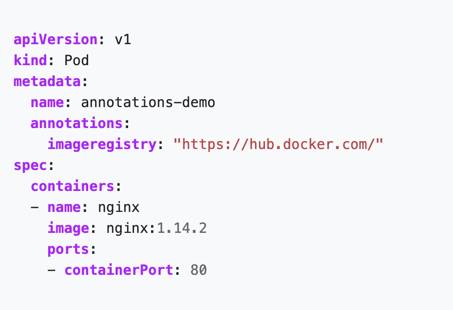 apiVersion: v1
kind: Pod
metadata:
  name: annotations-demo
  annotations:
    imageregistry: "https://hub.docker.com/"
spec:
  containers:
  - name: nginx
    image: nginx:1.14.2
    ports:
    - containerPort: 80